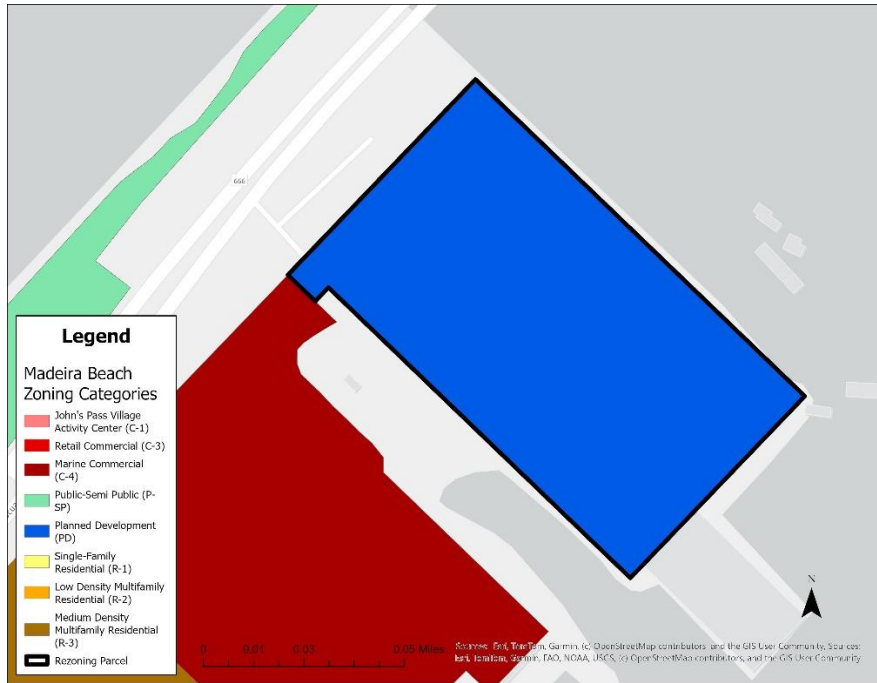 666
Legend
Madeira Beach
Zoning Categories
John's Pass Village
Activity Center (C-1)
Retail Commercial (C-3)
Marine Commercial
(C-4)
Public-Semi Public (P-
SP)
Planned Development
(PD)
Single-Family
Residential (R-1)
Low Density Multifamily
Residential (R-2)
Medium Density
Multifamily Residential
(R-3)
Rezoning Parcel
N
0 0.01 0.03 0.05 Miles
Sources: Esri, TomTom, Garmin, (c) OpenStreetMap contributors, and the GIS User Community, Sources:
Esri, TomTom, Garmin, FAO, NOAA, USGS, (c) OpenStreetMap contributors, and the GIS User Community